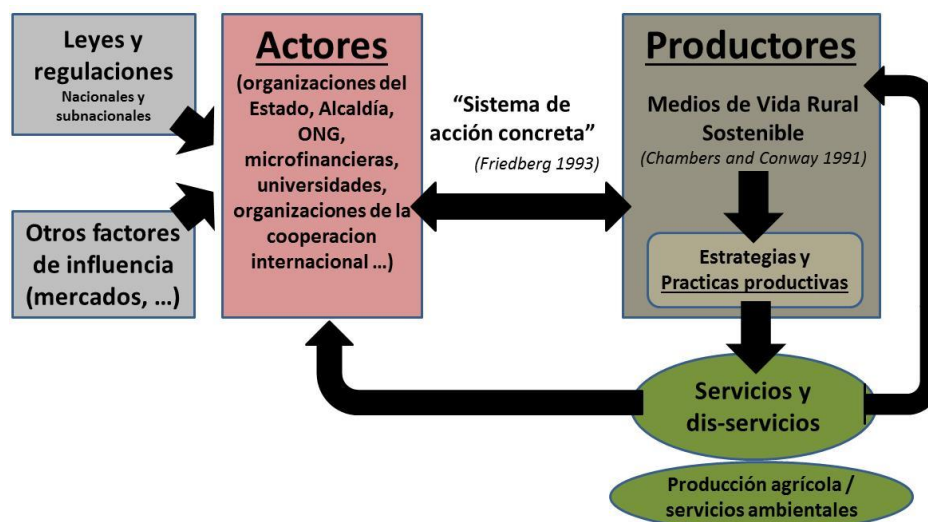 Leyes y
regulaciones
Nacionales y
subnacionales
Otros factores
de influencia
(mercados, ...)
Actores
(organizaciones del
Estado, Alcaldía,
ONG,
microfinancieras,
universidades,
organizaciones de la
cooperacion
internacional ...)
“Sistema de
acción concreta”
(Friedberg 1993)
Productores
Medios de Vida Rural
Sostenible
(Chambers and Conway 1991)
Estrategias y
Practicas productivas
Servicios y
dis-servicios
Producción agrícola /
servicios ambientales